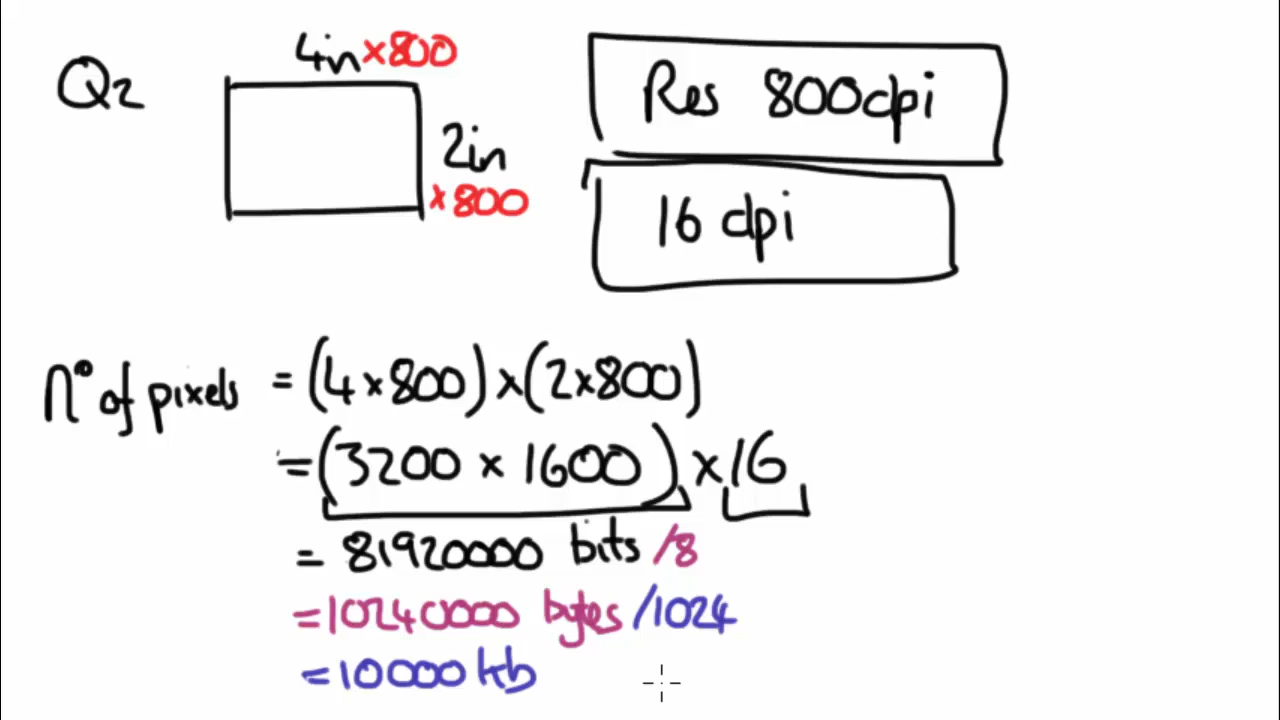 Q2
4in ×800
2in
×800
Res 800dpi
16 dpi
Nº of pixels = (4×800)×(2×800)
= (3200 × 1600) × 16
= 81920000 bits /8
= 10240000 bytes /1024
= 10000 kb